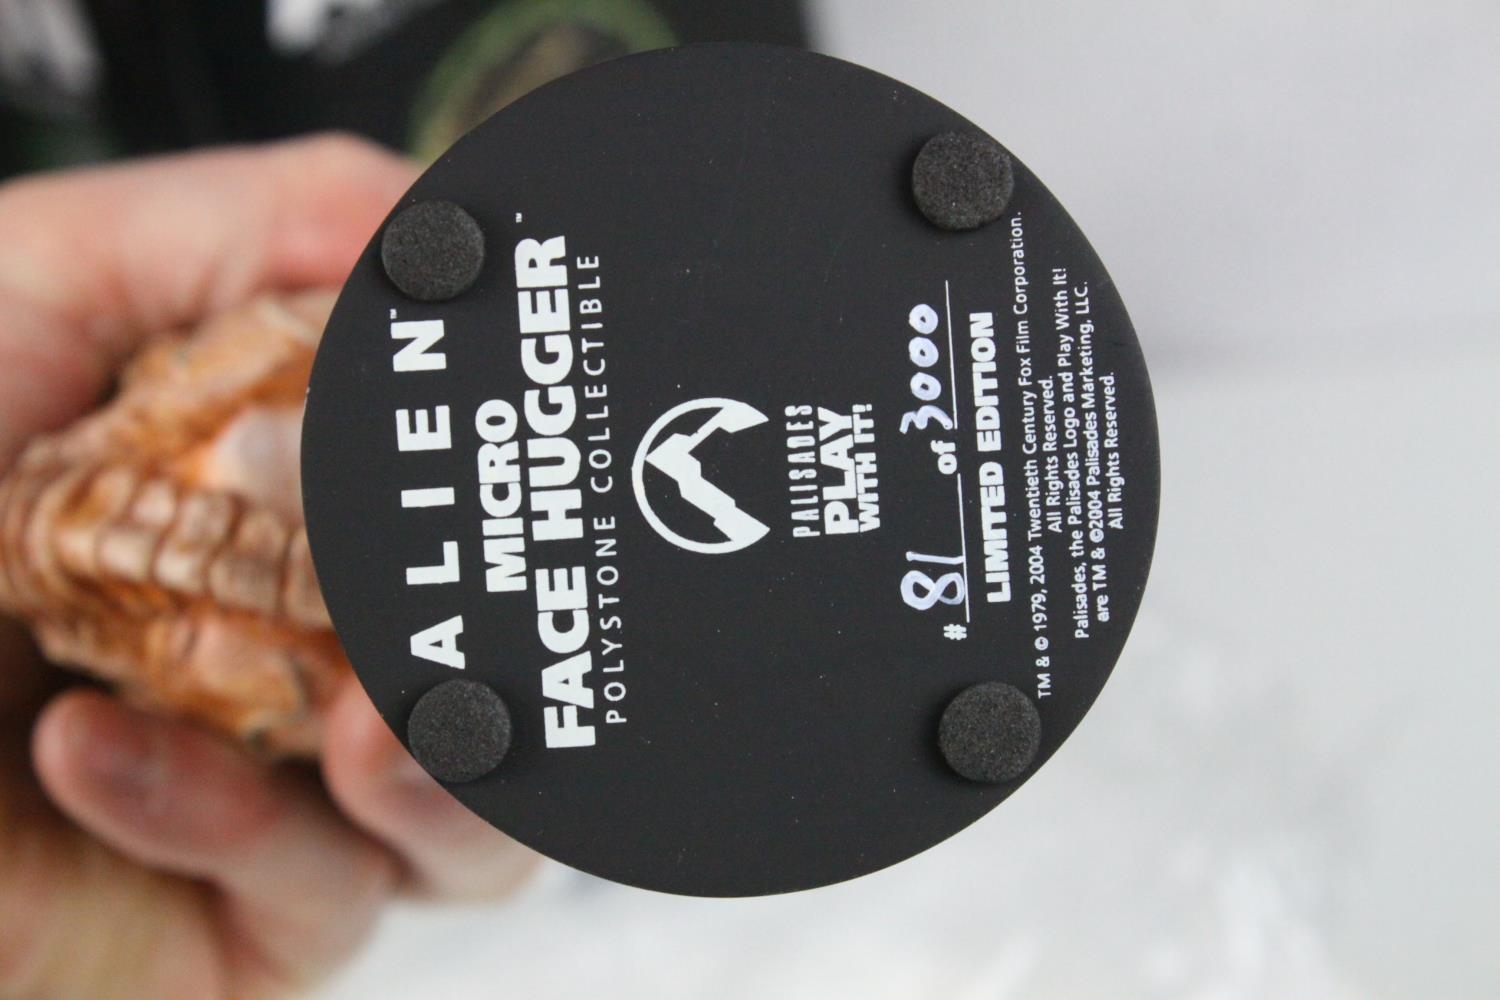 ALIEN™
MICRO
FACE HUGGER™
POLYSTONE COLLECTIBLE
PALISADES
PLAY
WITH IT!
# 81 of 3000
LIMITED EDITION
TM & © 1979, 2004 Twentieth Century Fox Film Corporation.
All Rights Reserved.
Palisades, the Palisades Logo and Play With It!
are TM & ©2004 Palisades Marketing, LLC.
All Rights Reserved.